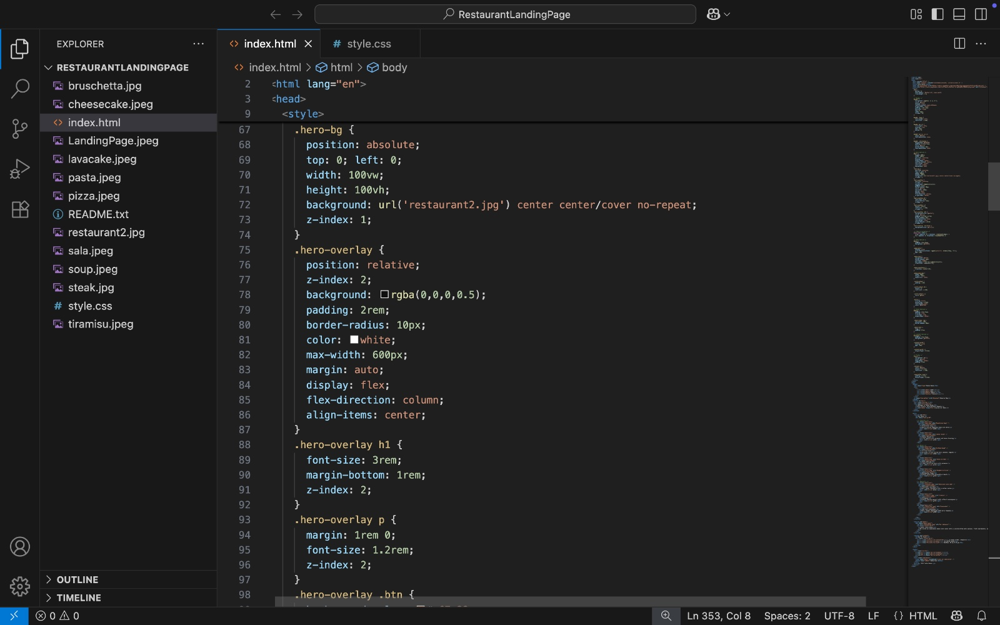 RestaurantLandingPage
EXPLORER
RESTAURANTLANDINGPAGE
bruschetta.jpg
cheesecake.jpeg
index.html
LandingPage.jpeg
lavacake.jpeg
pasta.jpeg
pizza.jpeg
README.txt
restaurant2.jpg
sala.jpeg
soup.jpeg
steak.jpg
style.css
tiramisu.jpeg
OUTLINE
TIMELINE
index.html
# style.css
index.html > html > body
2 <html lang="en">
3 <head>
9 <style>
67 .hero-bg {
68 position: absolute;
69 top: 0; left: 0;
70 width: 100vw;
71 height: 100vh;
72 background: url('restaurant2.jpg') center center/cover no-repeat;
73 z-index: 1;
74 }
75 .hero-overlay {
76 position: relative;
77 z-index: 2;
78 background: rgba(0,0,0,0.5);
79 padding: 2rem;
80 border-radius: 10px;
81 color: white;
82 max-width: 600px;
83 margin: auto;
84 display: flex;
85 flex-direction: column;
86 align-items: center;
87 }
88 .hero-overlay h1 {
89 font-size: 3rem;
90 margin-bottom: 1rem;
91 z-index: 2;
92 }
93 .hero-overlay p {
94 margin: 1rem 0;
95 font-size: 1.2rem;
96 z-index: 2;
97 }
98 .hero-overlay .btn {
0 0
Ln 353, Col 8
Spaces: 2
UTF-8
LF
{} HTML